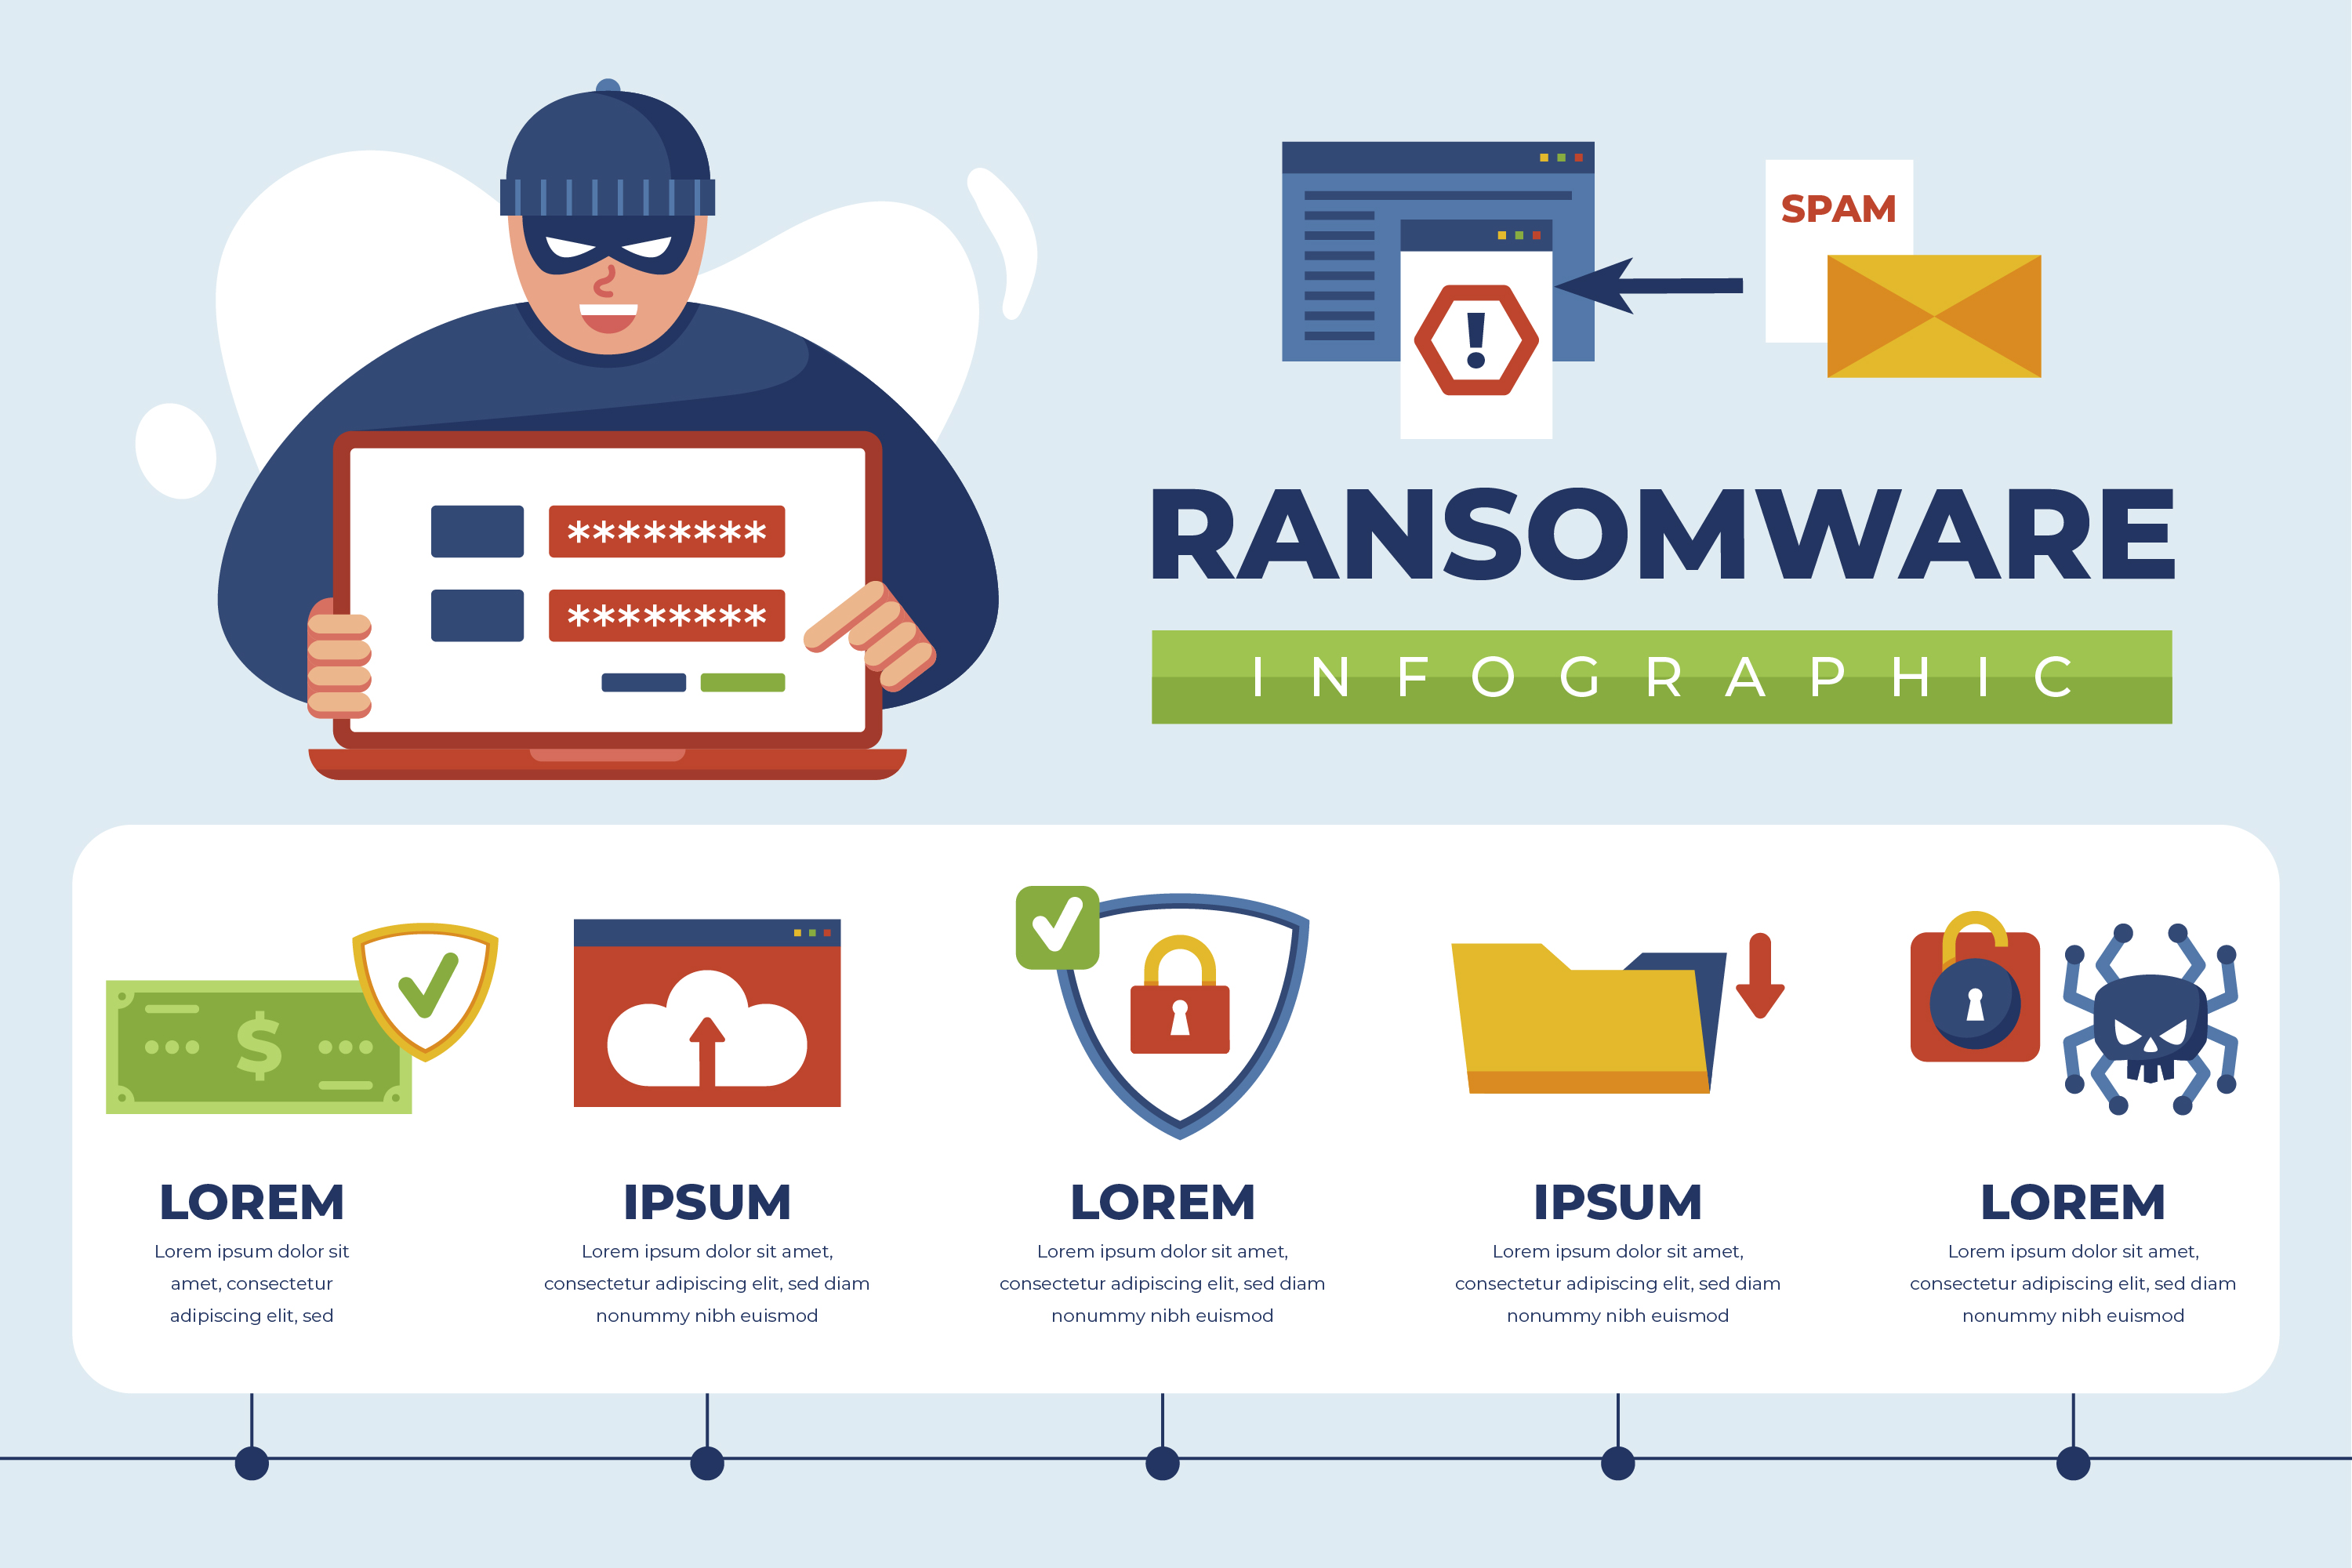 SPAM
!
RANSOMWARE
INFOGRAPHIC
********
********
$
LOREM
Lorem ipsum dolor sit
amet, consectetur
adipiscing elit, sed
IPSUM
Lorem ipsum dolor sit amet,
consectetur adipiscing elit, sed diam
nonummy nibh euismod
LOREM
Lorem ipsum dolor sit amet,
consectetur adipiscing elit, sed diam
nonummy nibh euismod
IPSUM
Lorem ipsum dolor sit amet,
consectetur adipiscing elit, sed diam
nonummy nibh euismod
LOREM
Lorem ipsum dolor sit amet,
consectetur adipiscing elit, sed diam
nonummy nibh euismod